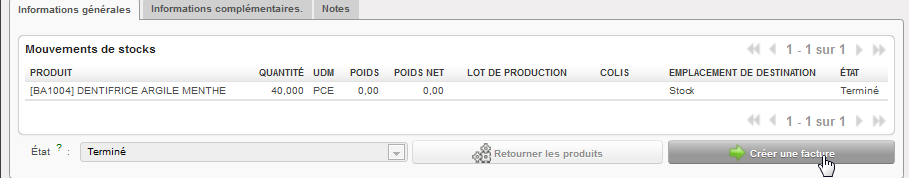 Informations générales Informations complémentaires. Notes
Mouvements de stocks 1 - 1 sur 1
PRODUIT QUANTITÉ UDM POIDS POIDS NET LOT DE PRODUCTION COLIS EMPLACEMENT DE DESTINATION ÉTAT
[BA1004] DENTIFRICE ARGILE MENTHE 40,000 PCE 0,00 0,00 Stock Terminé
1 - 1 sur 1
État ? : Terminé Retourner les produits Créer une facture